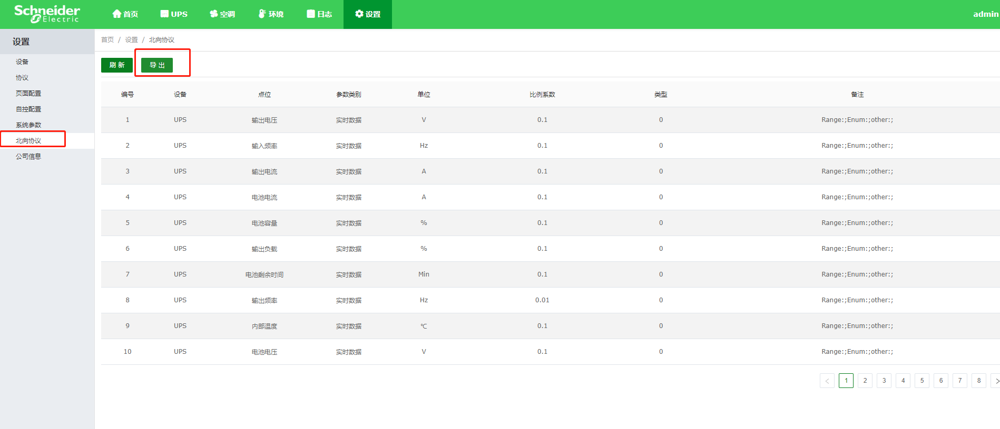 Schneider Electric 首页 UPS 空调 环境 日志 设置 admin
设置
设备
协议
页面配置
自控配置
系统参数
北向协议
公司信息
首页 / 设置 / 北向协议
刷 新 导 出
编号 设备 点位 参数类别 单位 比例系数 类型 备注
1 UPS 输出电压 实时数据 V 0.1 0 Range:;Enum:;other:;
2 UPS 输入频率 实时数据 Hz 0.1 0 Range:;Enum:;other:;
3 UPS 输出电流 实时数据 A 0.1 0 Range:;Enum:;other:;
4 UPS 电池电流 实时数据 A 0.1 0 Range:;Enum:;other:;
5 UPS 电池容量 实时数据 % 0.1 0 Range:;Enum:;other:;
6 UPS 输出负载 实时数据 % 0.1 0 Range:;Enum:;other:;
7 UPS 电池剩余时间 实时数据 Min 0.1 0 Range:;Enum:;other:;
8 UPS 输出频率 实时数据 Hz 0.01 0 Range:;Enum:;other:;
9 UPS 内部温度 实时数据 ℃ 0.1 0 Range:;Enum:;other:;
10 UPS 电池电压 实时数据 V 0.1 0 Range:;Enum:;other:;
< 1 2 3 4 5 6 7 8 >